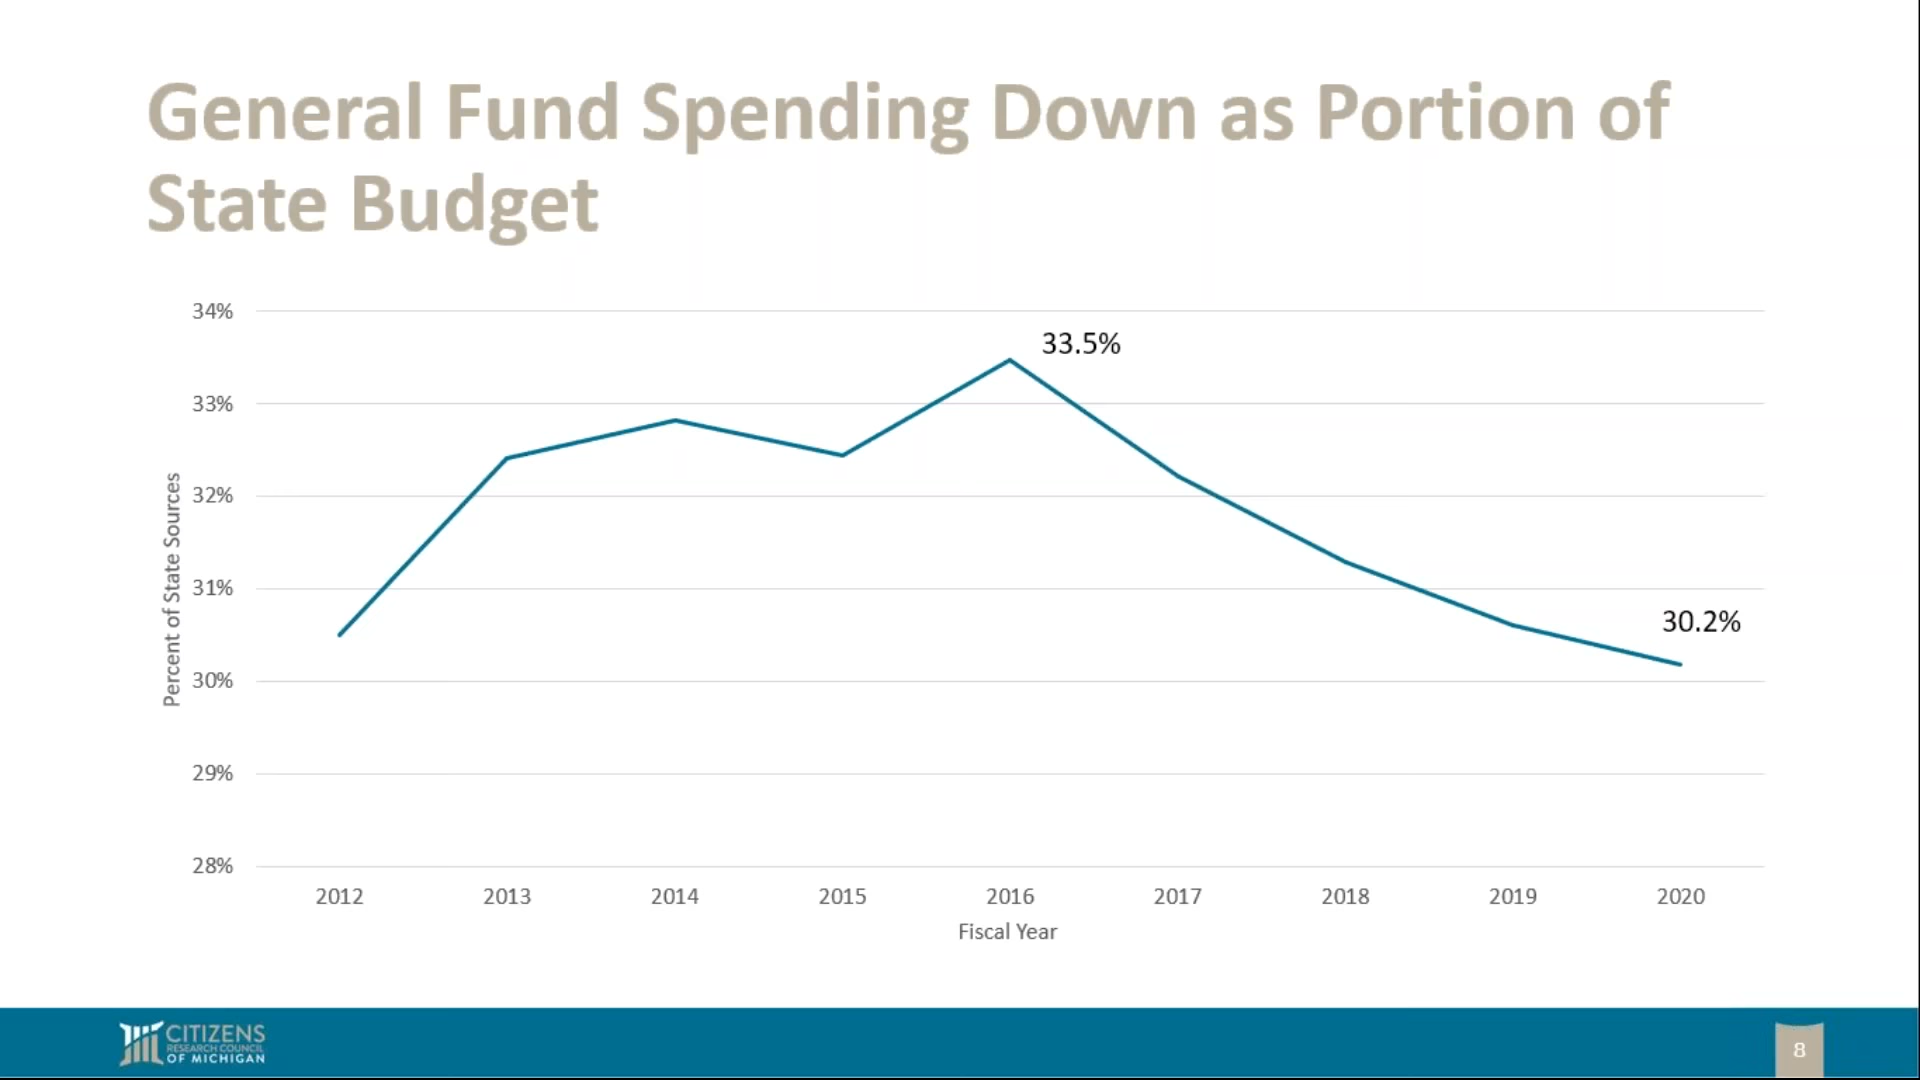 General Fund Spending Down as Portion of
State Budget
34%
33.5%
33%
32%
31%
30.2%
30%
29%
28%
Percent of State Sources
2012 2013 2014 2015 2016 2017 2018 2019 2020
Fiscal Year
CITIZENS
RESEARCH COUNCIL
OF MICHIGAN
8